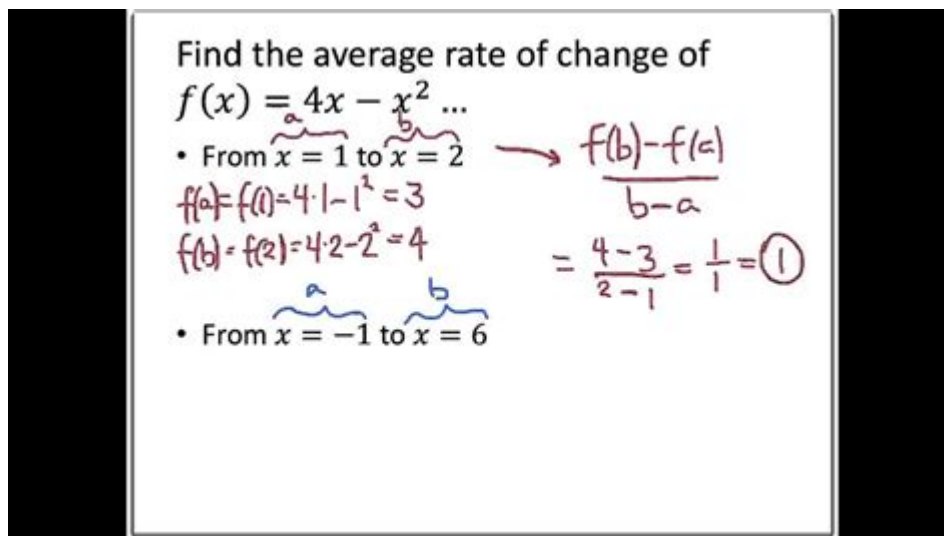 Find the average rate of change of
f(x) = 4x − x² ...
a b
• From x = 1 to x = 2 → f(b)-f(a)
b-a
f(a)=f(1)=4·1-1²=3
f(b)=f(2)=4·2-2²=4
= 4-3 = 1 = 1
2-1 1
a b
• From x = −1 to x = 6